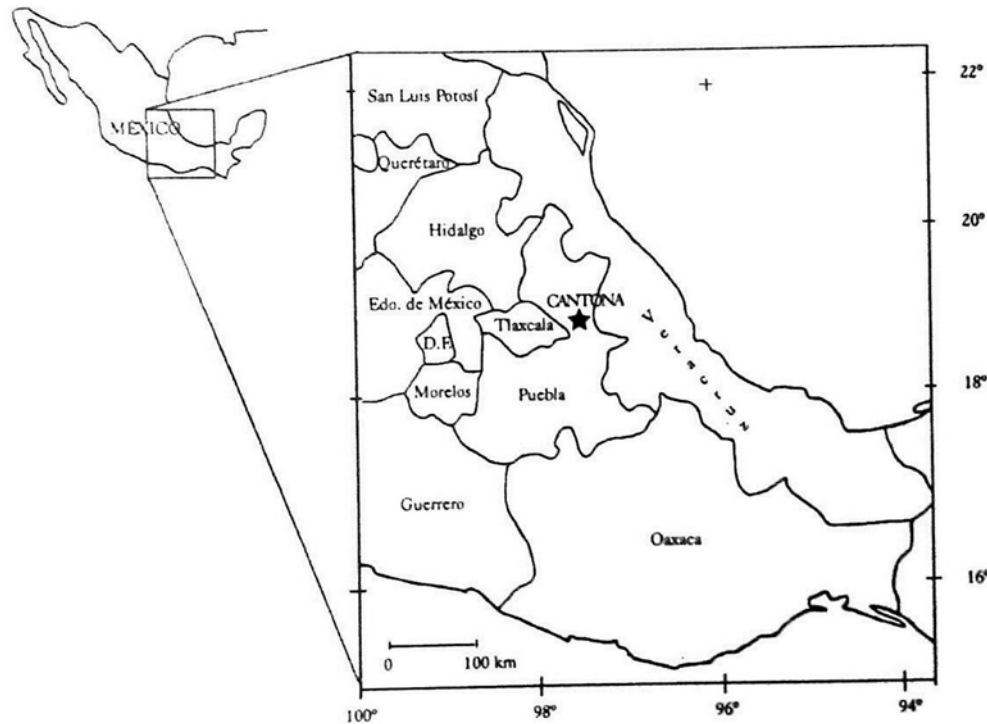 MÉXICO
San Luis Potosí
Querétaro
Hidalgo
Edo. de México
CANTONA
Tlaxcala
D.F.
Morelos
Puebla
Veracruz
Guerrero
Oaxaca
0 100 km
22°
20°
18°
16°
100° 98° 96° 94°